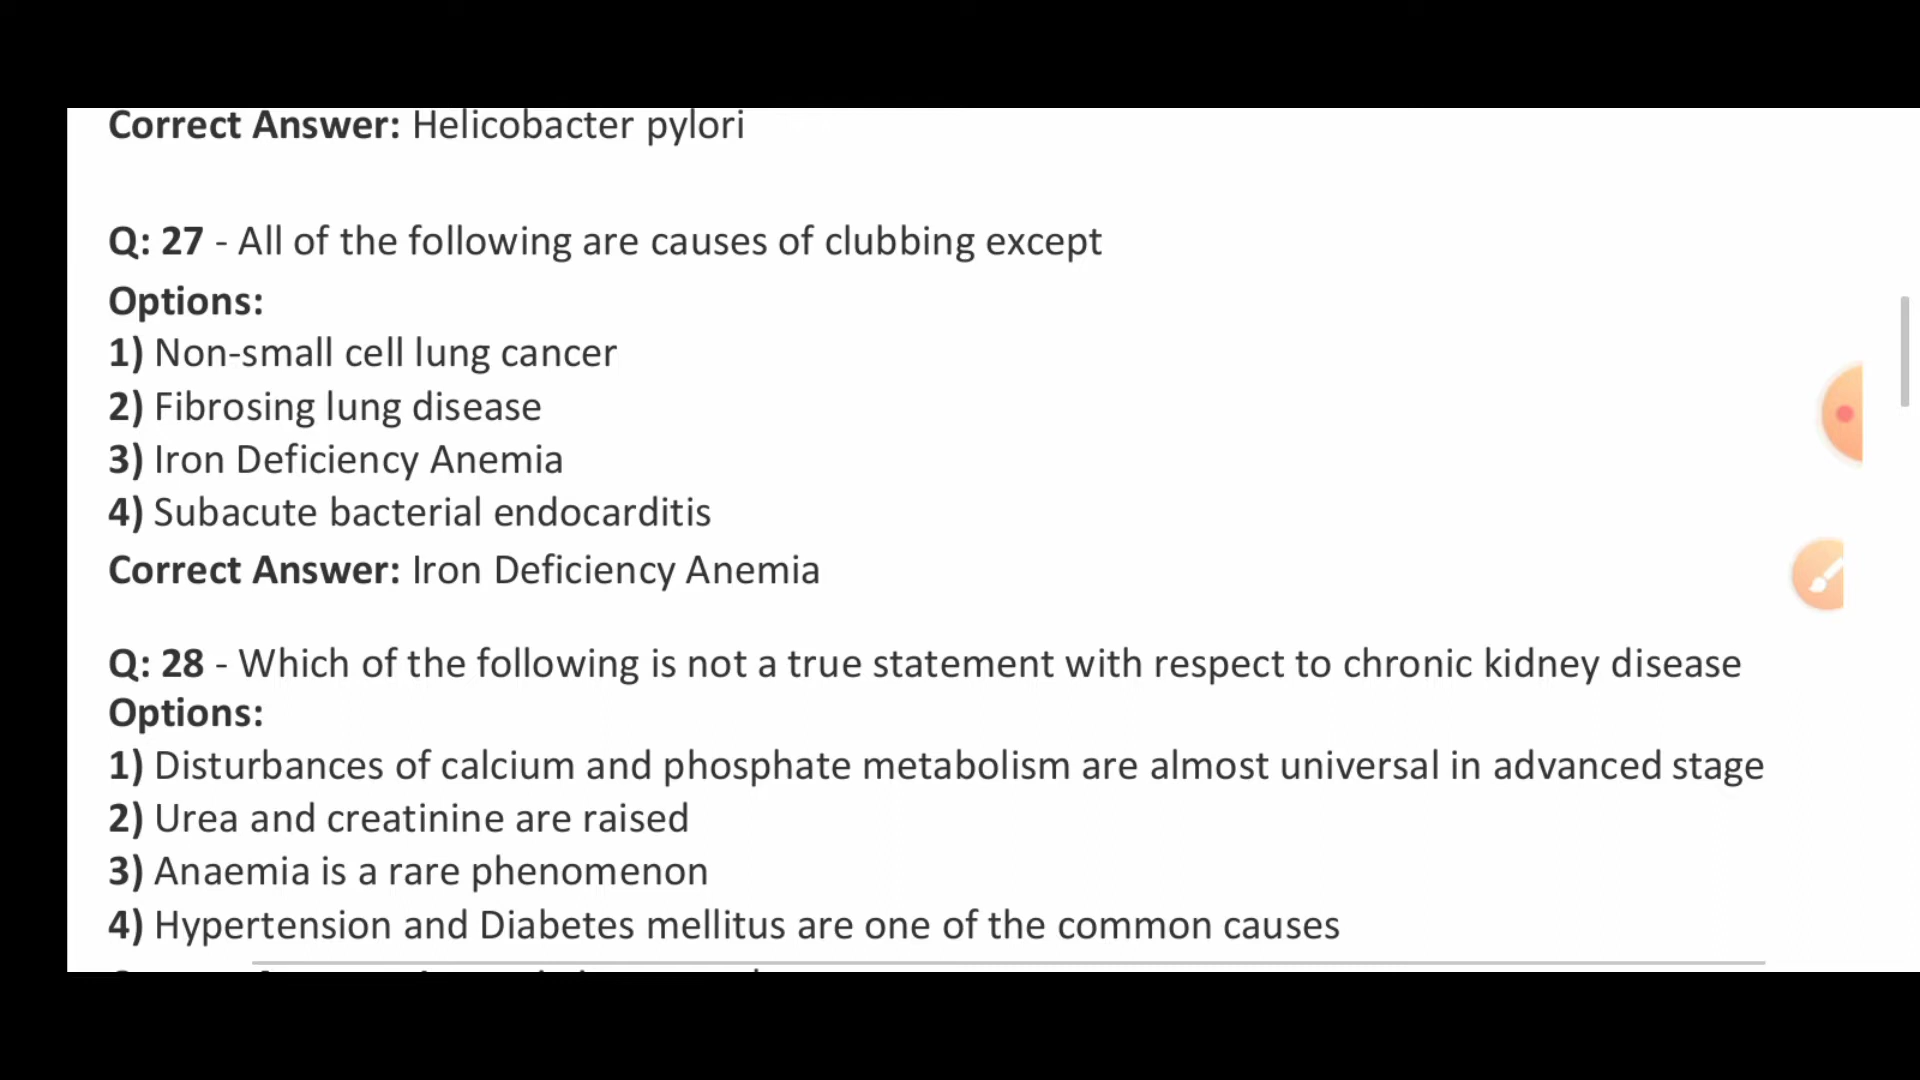 Correct Answer: Helicobacter pylori
Q: 27 - All of the following are causes of clubbing except
Options:
1) Non-small cell lung cancer
2) Fibrosing lung disease
3) Iron Deficiency Anemia
4) Subacute bacterial endocarditis
Correct Answer: Iron Deficiency Anemia
Q: 28 - Which of the following is not a true statement with respect to chronic kidney disease
Options:
1) Disturbances of calcium and phosphate metabolism are almost universal in advanced stage
2) Urea and creatinine are raised
3) Anaemia is a rare phenomenon
4) Hypertension and Diabetes mellitus are one of the common causes